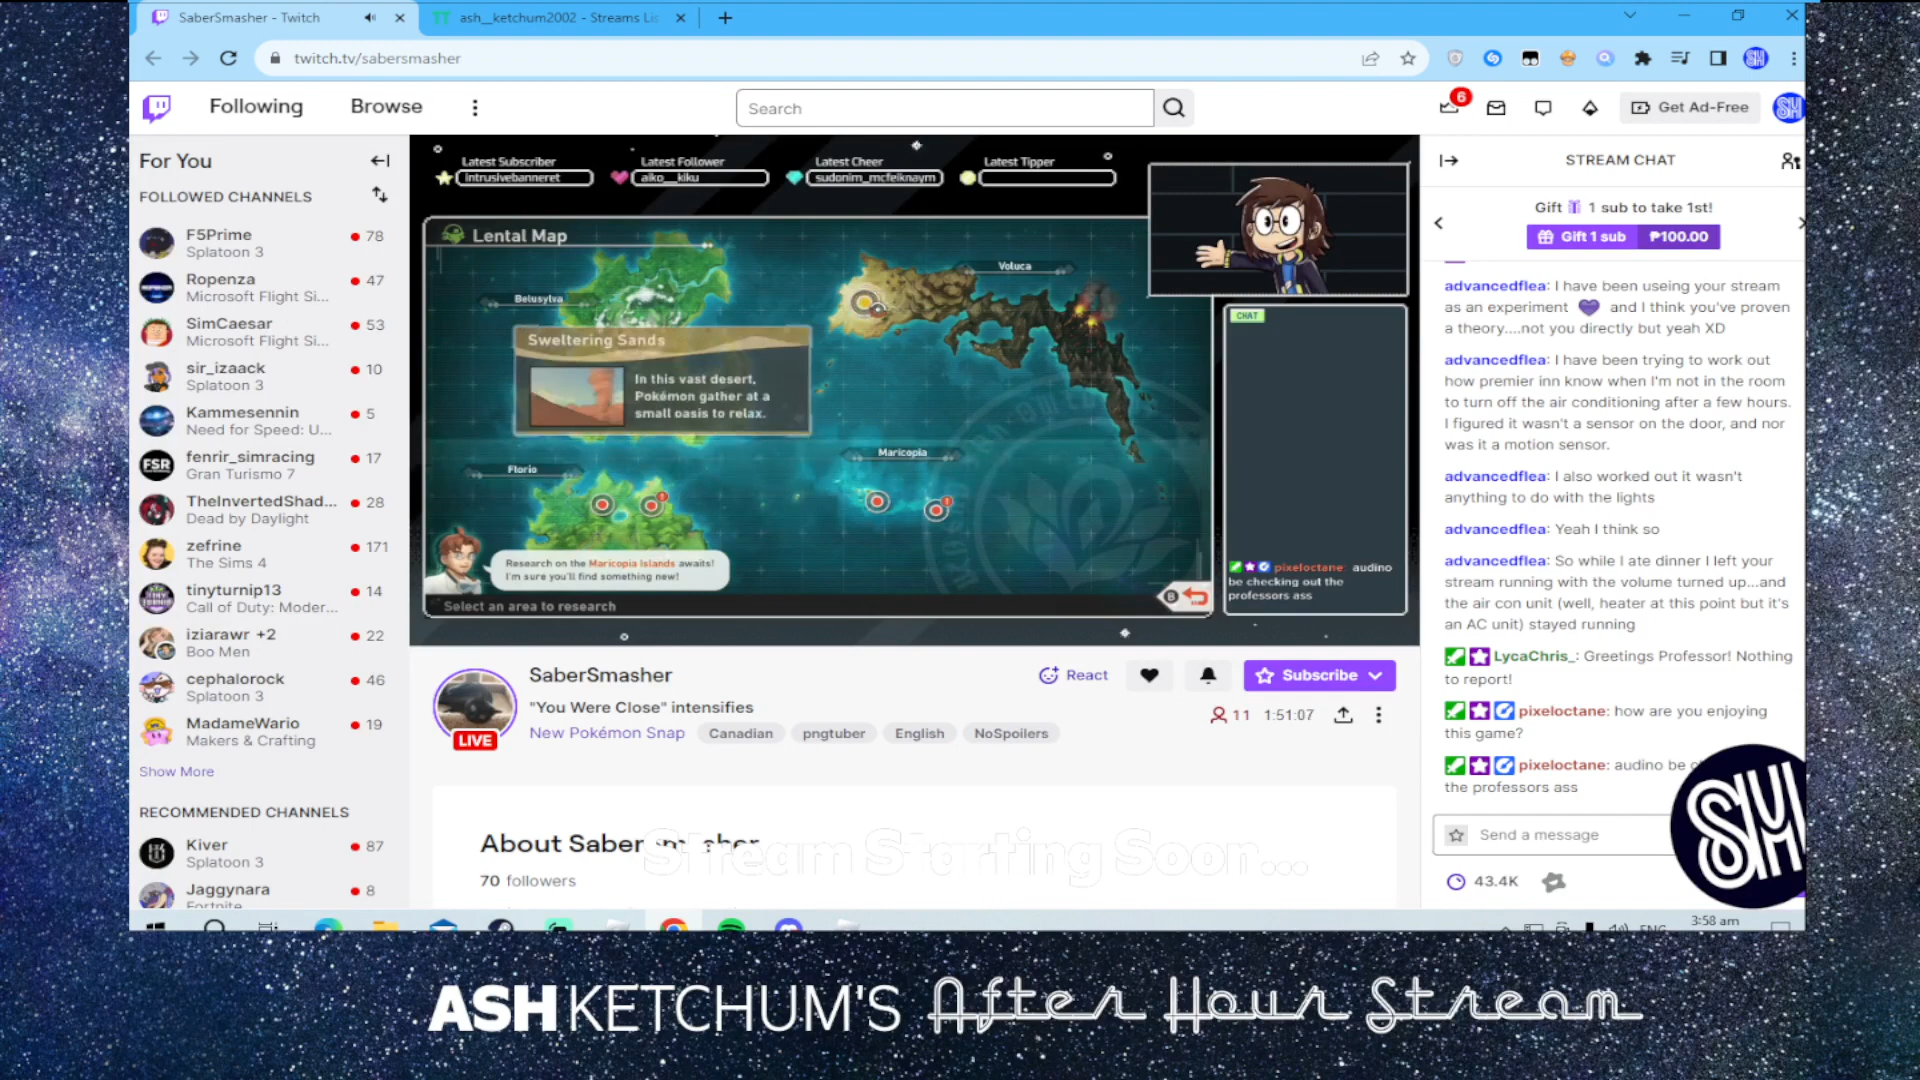 SaberSmasher - Twitch
ash__ketchum2002 - Streams Lis
twitch.tv/sabersmasher
Following
Browse
Search
6
Get Ad-Free
For You
FOLLOWED CHANNELS
F5Prime
78
Splatoon 3
Ropenza
47
Microsoft Flight Si...
SimCaesar
53
Microsoft Flight Si...
sir_izaack
10
Splatoon 3
Kammesennin
5
Need for Speed: U...
fenrir_simracing
17
Gran Turismo 7
TheInvertedShad...
28
Dead by Daylight
zefrine
171
The Sims 4
tinyturnip13
14
Call of Duty: Moder...
iziarawr +2
22
Boo Men
cephalorock
46
Splatoon 3
MadameWario
19
Makers & Crafting
Show More
RECOMMENDED CHANNELS
Kiver
87
Splatoon 3
Jaggynara
8
Fortnite
Latest Subscriber
intrusivebanneret
Latest Follower
aiko__kiku
Latest Cheer
sudonim_mcfeiknaym
Latest Tipper
Lental Map
Belusylva
Voluca
Sweltering Sands
In this vast desert,
Pokémon gather at a
small oasis to relax.
Florio
Maricopia
Research on the Maricopia Islands awaits!
I'm sure you'll find something new!
Select an area to research
B
CHAT
pixeloctane: audino
be checking out the
professors ass
SaberSmasher
"You Were Close" intensifies
New Pokémon Snap
Canadian
pngtuber
English
NoSpoilers
LIVE
React
Subscribe
11
1:51:07
About SaberSmasher
70 followers
Stream Starting Soon...
STREAM CHAT
Gift 1 sub to take 1st!
Gift 1 sub ₱100.00
advancedflea: I have been useing your stream
as an experiment 💜 and I think you've proven
a theory....not you directly but yeah XD
advancedflea: I have been trying to work out
how premier inn know when I'm not in the room
to turn off the air conditioning after a few hours.
I figured it wasn't a sensor on the door, and nor
was it a motion sensor.
advancedflea: I also worked out it wasn't
anything to do with the lights
advancedflea: Yeah I think so
advancedflea: So while I ate dinner I left your
stream running with the volume turned up...and
the air con unit (well, heater at this point but it's
an AC unit) stayed running
LycaChris_: Greetings Professor! Nothing
to report!
pixeloctane: how are you enjoying
this game?
pixeloctane: audino be
the professors ass
Send a message
43.4K
SM
3:58 am
ENG
ASH KETCHUM'S After Hour Stream